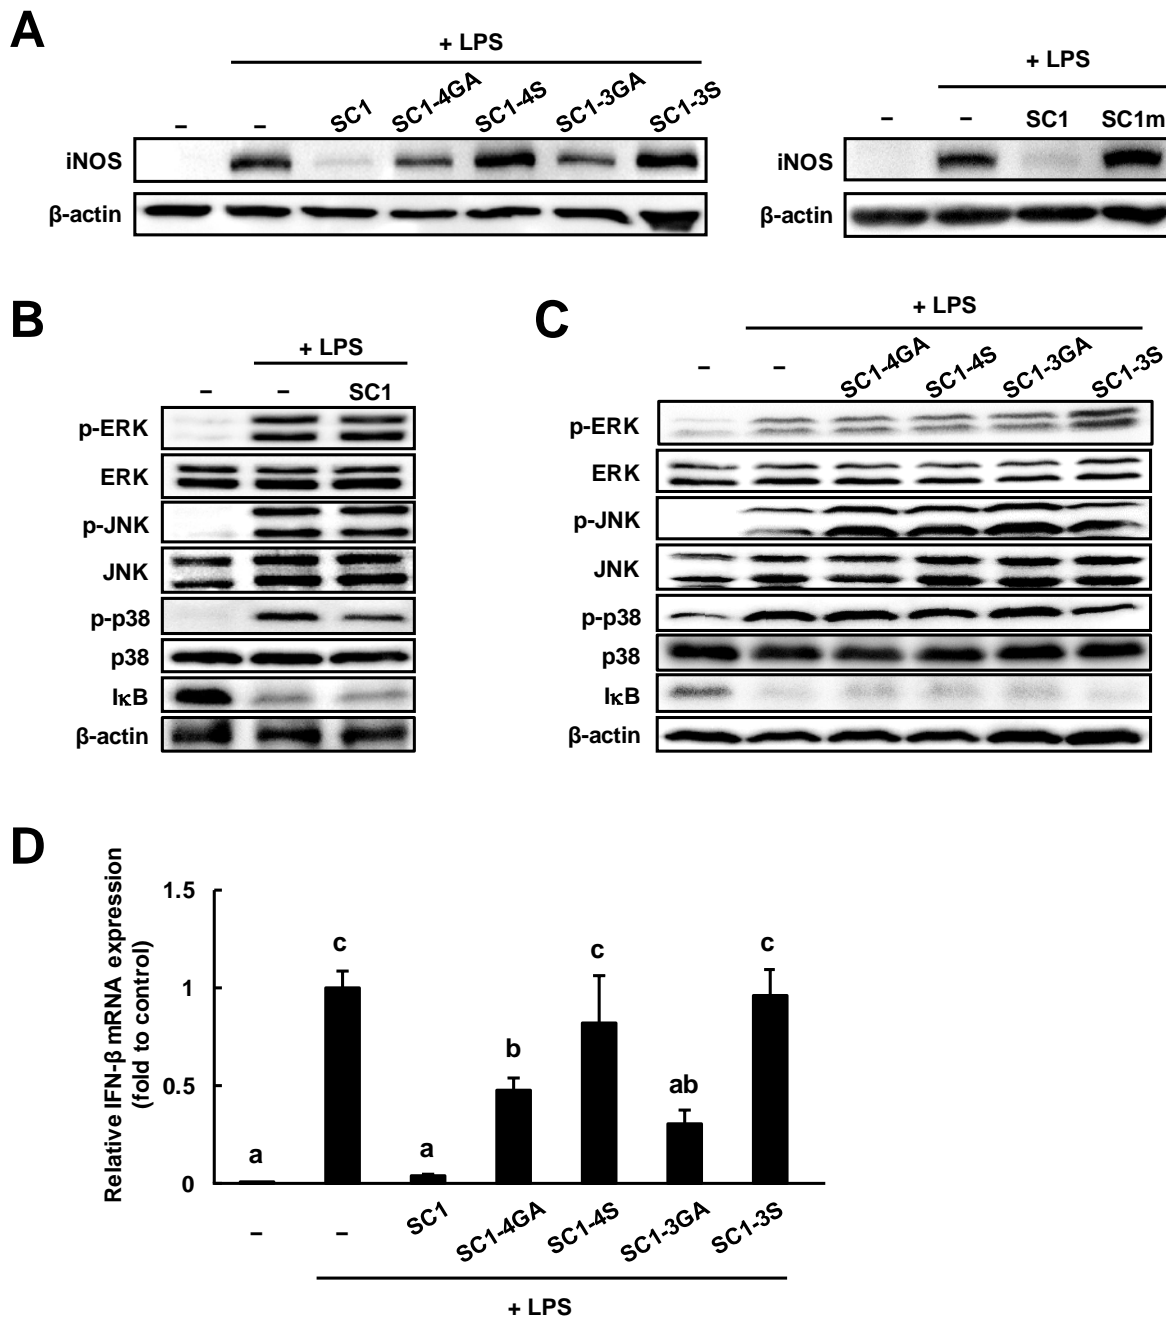 A
+ LPS
– – SC1 SC1-4GA SC1-4S SC1-3GA SC1-3S
iNOS
β-actin
+ LPS
– – SC1 SC1m
iNOS
β-actin
B
+ LPS
– – SC1
p-ERK
ERK
p-JNK
JNK
p-p38
p38
IκB
β-actin
C
+ LPS
– – SC1-4GA SC1-4S SC1-3GA SC1-3S
p-ERK
ERK
p-JNK
JNK
p-p38
p38
IκB
β-actin
D
Relative IFN-β mRNA expression
(fold to control)
1.5
1
0.5
0
a c a b c ab c
– – SC1 SC1-4GA SC1-4S SC1-3GA SC1-3S
+ LPS